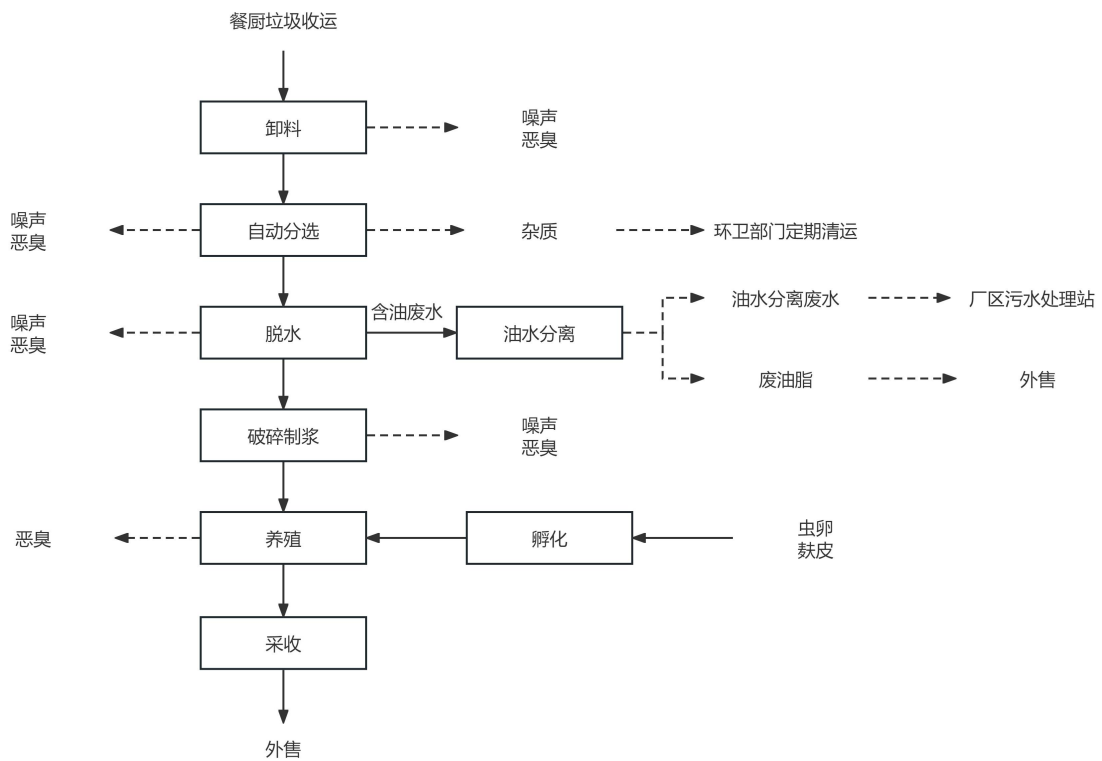 餐厨垃圾收运
卸料
噪声
恶臭
噪声
恶臭
自动分选
杂质
环卫部门定期清运
噪声
恶臭
脱水
含油废水
油水分离
油水分离废水
厂区污水处理站
废油脂
外售
破碎制浆
噪声
恶臭
恶臭
养殖
孵化
虫卵
麸皮
采收
外售